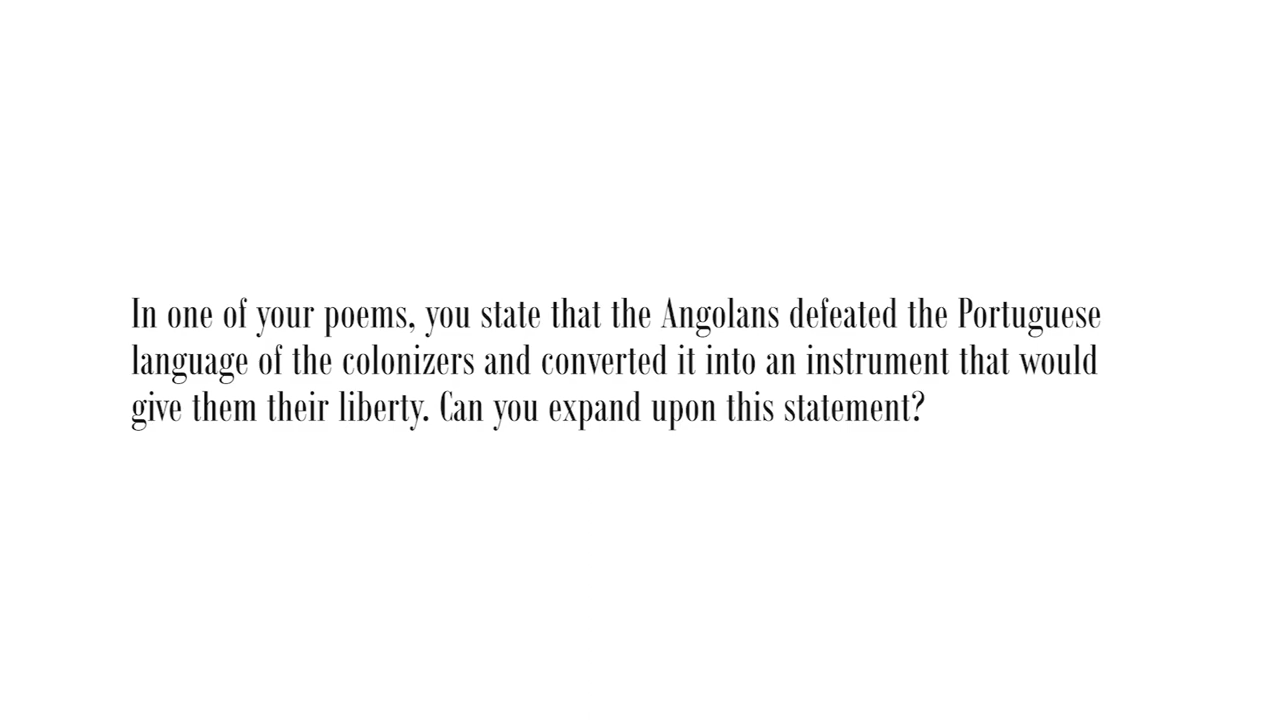 In one of your poems, you state that the Angolans defeated the Portuguese
language of the colonizers and converted it into an instrument that would
give them their liberty. Can you expand upon this statement?